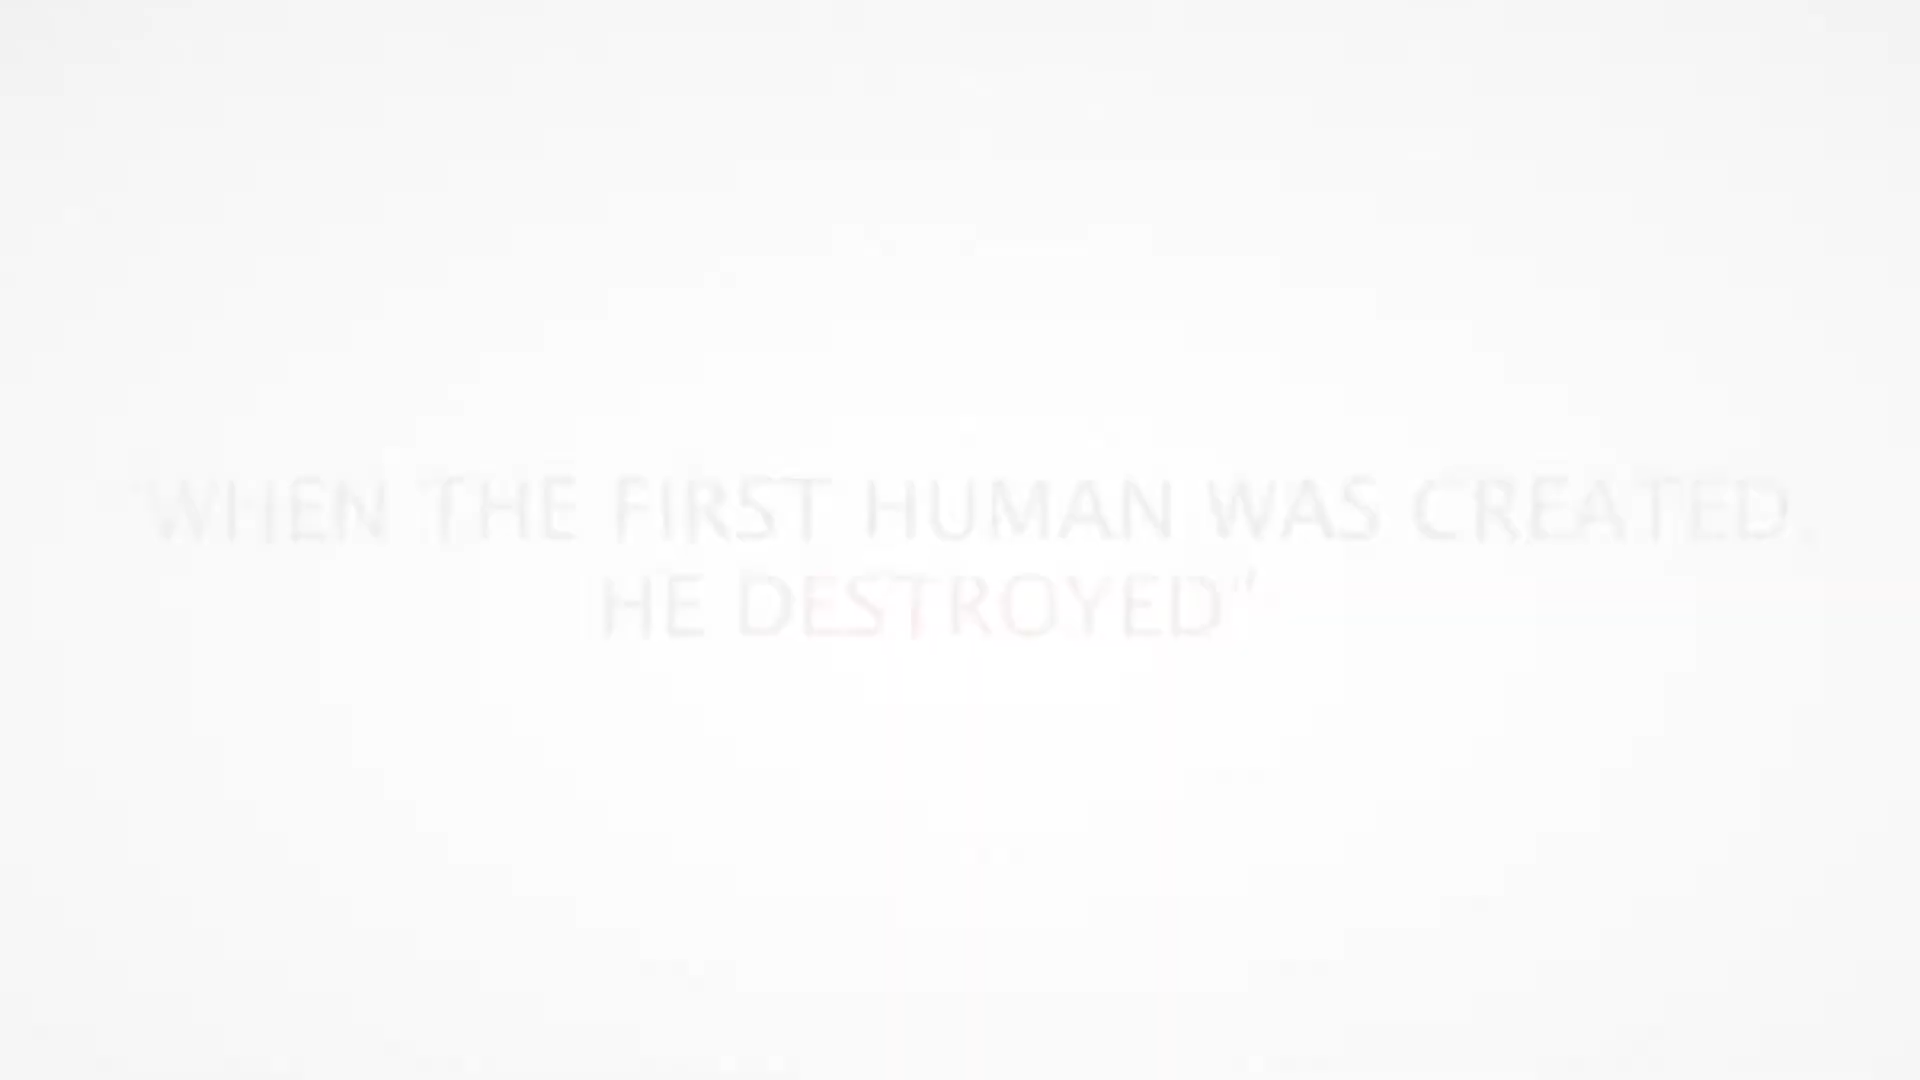 "WHEN THE FIRST HUMAN WAS CREATED,
HE DESTROYED"